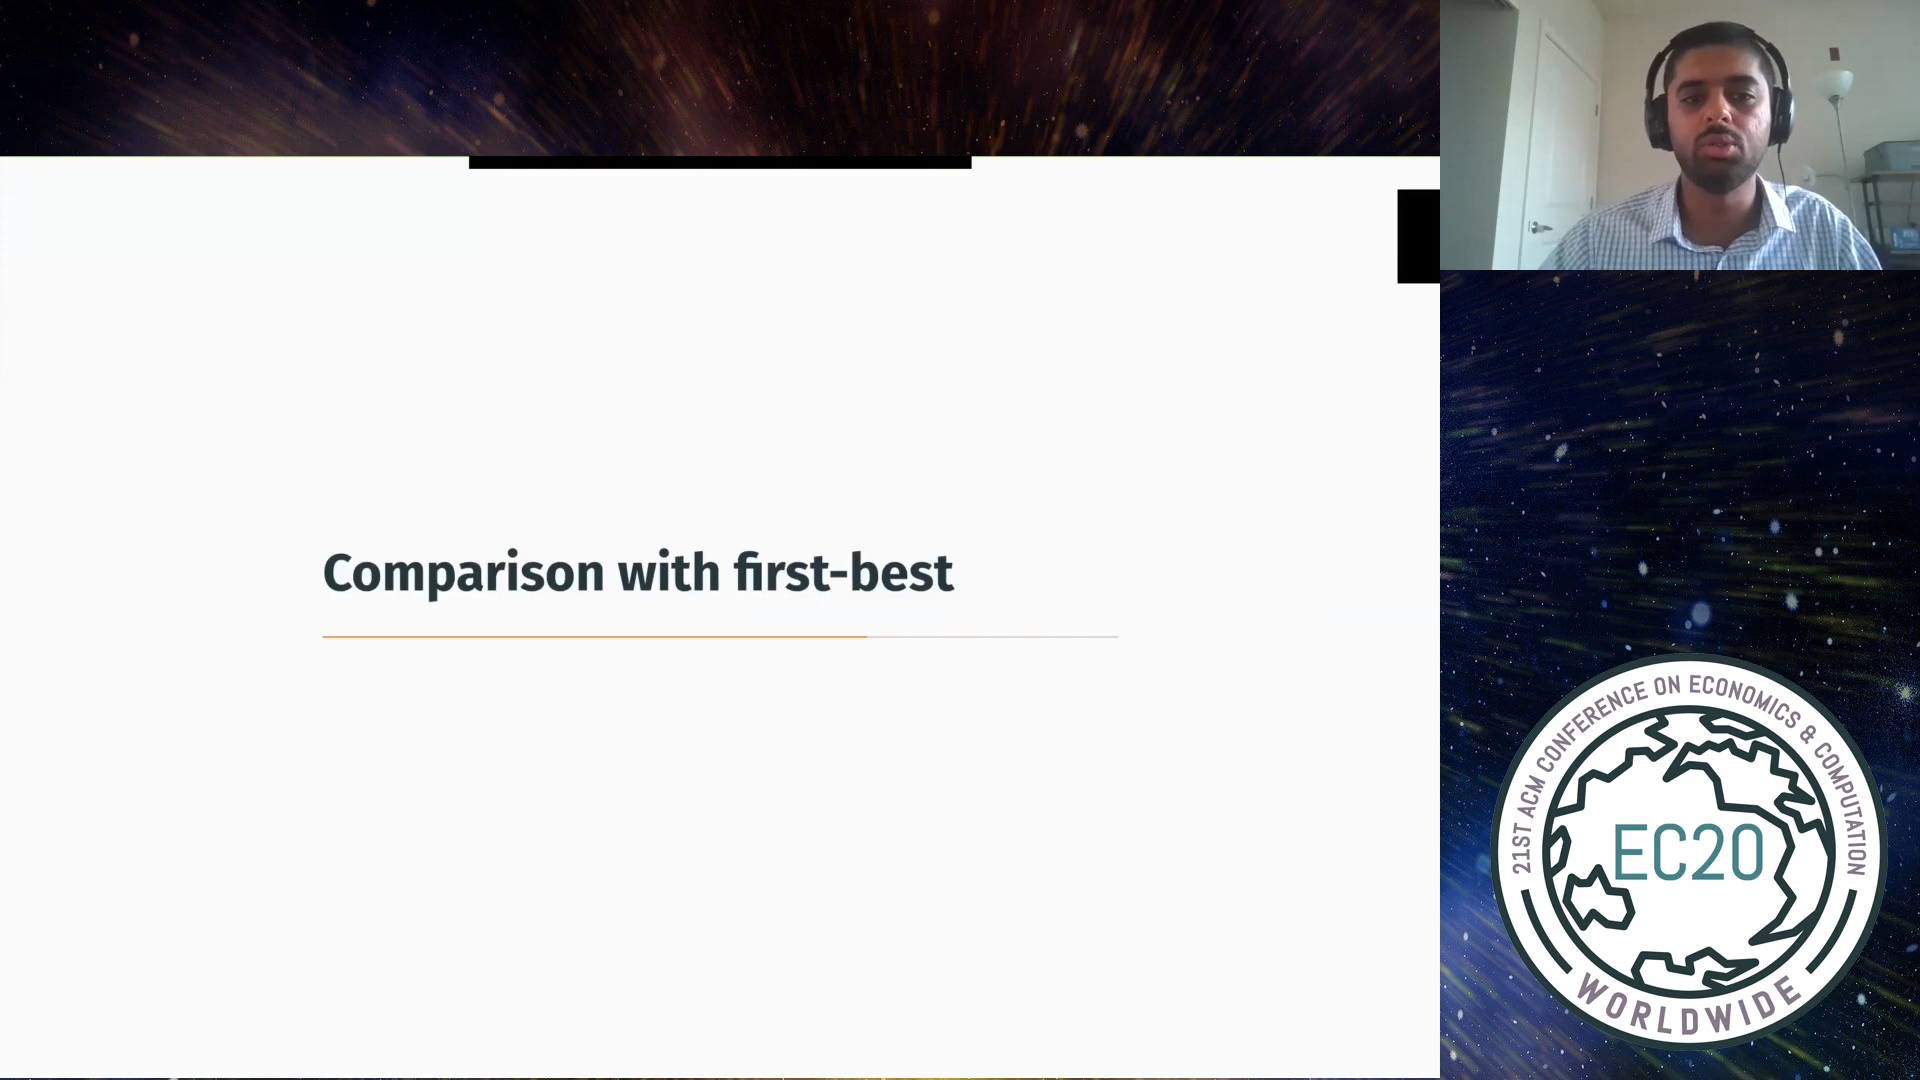 Comparison with first-best
21ST ACM CONFERENCE ON ECONOMICS & COMPUTATION
EC20
WORLDWIDE